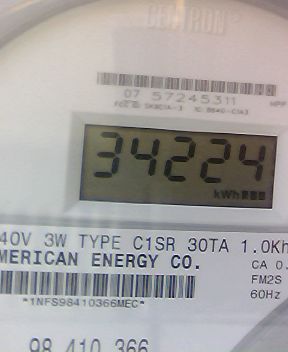 CENTRON®
07 57245311
34224
kWh
40V 3W TYPE C1SR 30TA 1.0Kh
MERICAN ENERGY CO.
CA 0.
FM2S
60Hz
*1NFS98410366MEC*
98 410 366